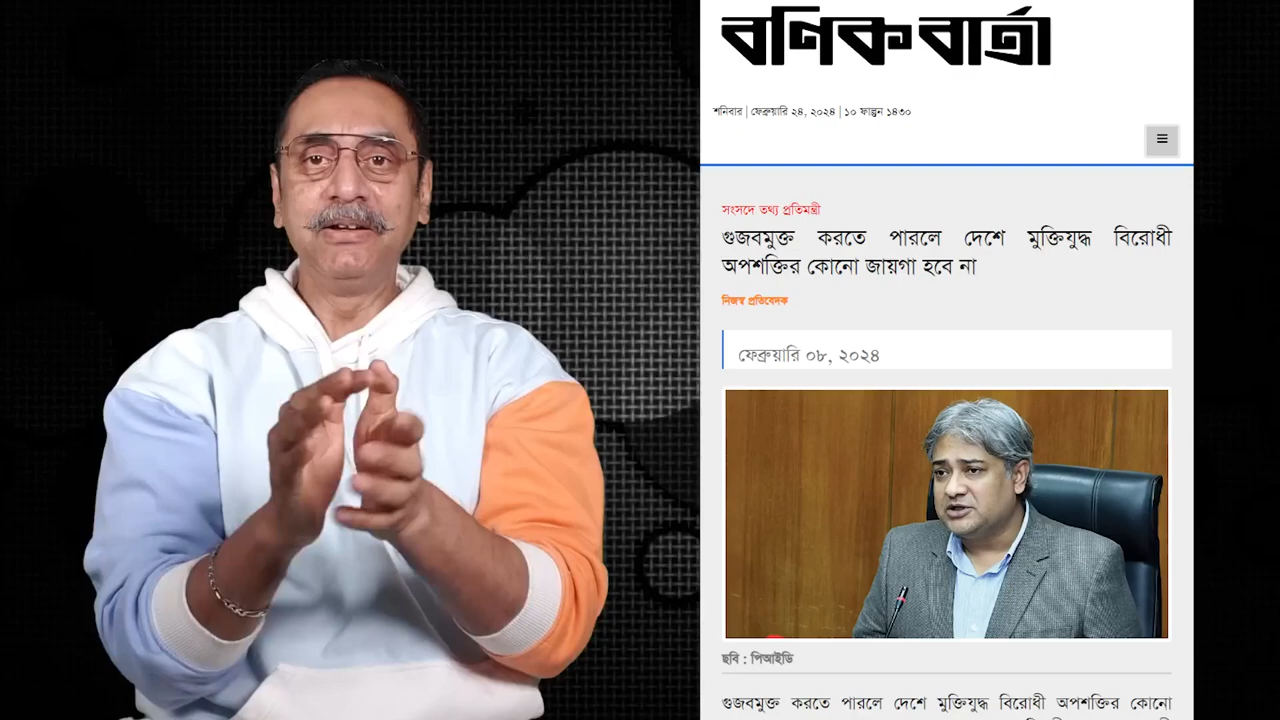 বণিক বার্তা
শনিবার | ফেব্রুয়ারি ২৪, ২০২৪ | ১০ ফাল্গুন ১৪৩০
সংসদে তথ্য প্রতিমন্ত্রী
গুজবমুক্ত করতে পারলে দেশে মুক্তিযুদ্ধ বিরোধী
অপশক্তির কোনো জায়গা হবে না
নিজস্ব প্রতিবেদক
ফেব্রুয়ারি ০৮, ২০২৪
ছবি : পিআইডি
গুজবমুক্ত করতে পারলে দেশে মুক্তিযুদ্ধ বিরোধী অপশক্তির কোনো